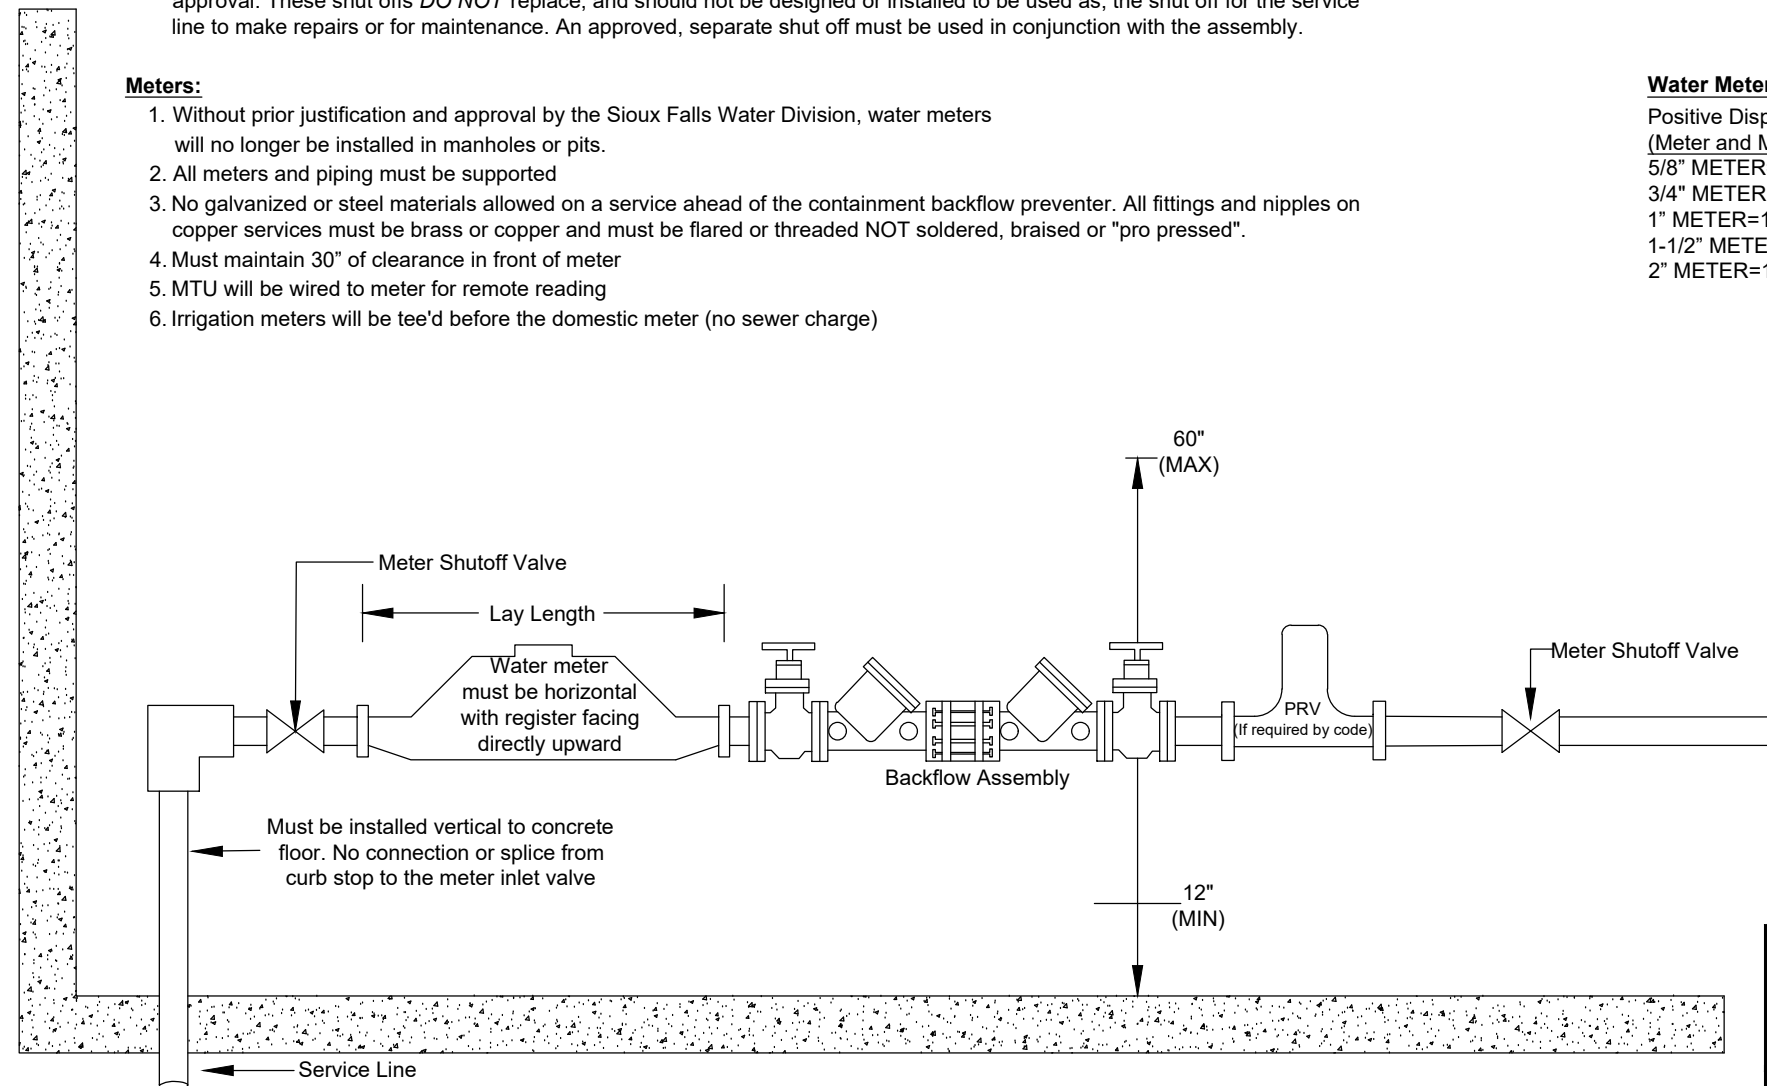 approval. These shut offs DO NOT replace, and should not be designed or installed to be used as, the shut off for the service
line to make repairs or for maintenance. An approved, separate shut off must be used in conjunction with the assembly.
Meters:
1. Without prior justification and approval by the Sioux Falls Water Division, water meters
will no longer be installed in manholes or pits.
2. All meters and piping must be supported
3. No galvanized or steel materials allowed on a service ahead of the containment backflow preventer. All fittings and nipples on
copper services must be brass or copper and must be flared or threaded NOT soldered, braised or "pro pressed".
4. Must maintain 30” of clearance in front of meter
5. MTU will be wired to meter for remote reading
6. Irrigation meters will be tee'd before the domestic meter (no sewer charge)
Water Meter
Positive Disp
(Meter and M
5/8” METER
3/4" METER
1” METER=1
1-1/2” METE
2” METER=1
60"
(MAX)
Meter Shutoff Valve
Lay Length
Water meter
must be horizontal
with register facing
directly upward
Meter Shutoff Valve
PRV
(If required by code)
Backflow Assembly
Must be installed vertical to concrete
floor. No connection or splice from
curb stop to the meter inlet valve
12"
(MIN)
Service Line